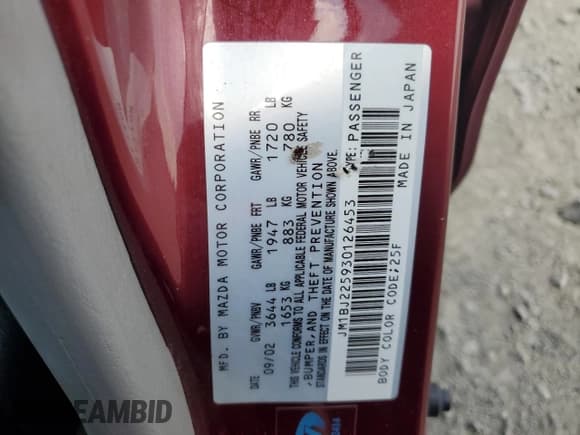 MFD. BY MAZDA MOTOR CORPORATION
DATE GVWR/PNBV GAWR/PNBE FRT GAWR/PNBE RR
09/02 3644 LB 1947 LB 1720 LB
1653 KG 883 KG 780 KG
THIS VEHICLE CONFORMS TO ALL APPLICABLE FEDERAL MOTOR VEHICLE SAFETY
,BUMPER,AND THEFT PREVENTION
STANDARDS IN EFFECT ON THE DATE OF MANUFACTURE SHOWN ABOVE.
JM1BJ225930126453 TYPE: PASSENGER
BODY COLOR CODE;25F MADE IN JAPAN
EAMBID